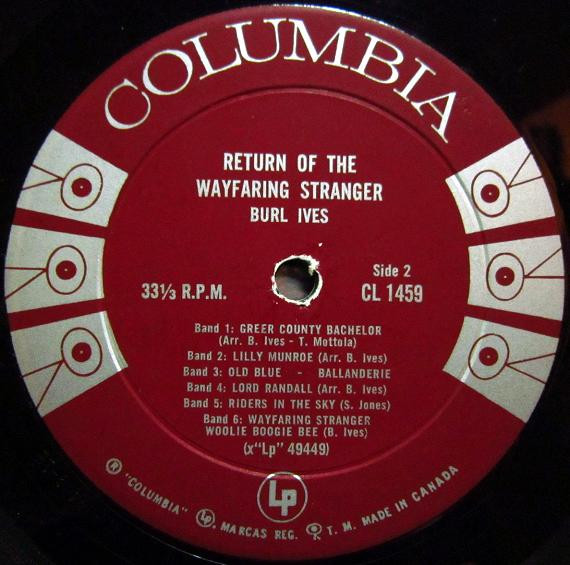 COLUMBIA
RETURN OF THE
WAYFARING STRANGER
BURL IVES
33⅓ R.P.M.
Side 2
CL 1459
Band 1: GREER COUNTY BACHELOR
(Arr. B. Ives - T. Mottola)
Band 2: LILLY MUNROE (Arr. B. Ives)
Band 3: OLD BLUE - BALLANDERIE
Band 4: LORD RANDALL (Arr. B. Ives)
Band 5: RIDERS IN THE SKY (S. Jones)
Band 6: WAYFARING STRANGER
WOOLIE BOOGIE BEE (B. Ives)
(x"Lp" 49449)
Lp
® "COLUMBIA" Lp, MARCAS REG. T. M. MADE IN CANADA